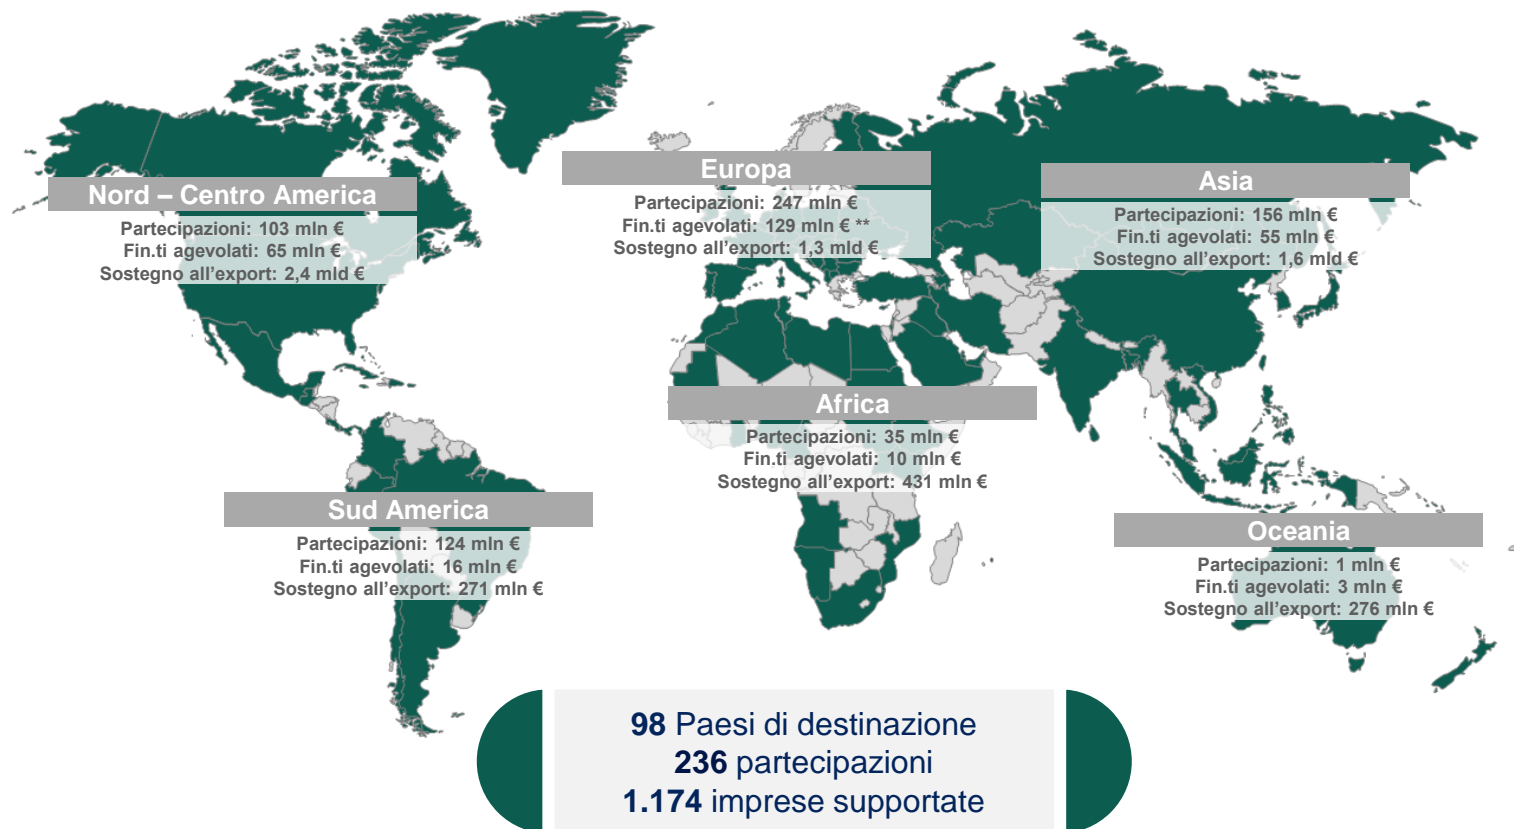 Nord – Centro America
Partecipazioni: 103 mln €
Fin.ti agevolati: 65 mln €
Sostegno all'export: 2,4 mld €
Europa
Partecipazioni: 247 mln €
Fin.ti agevolati: 129 mln € **
Sostegno all'export: 1,3 mld €
Asia
Partecipazioni: 156 mln €
Fin.ti agevolati: 55 mln €
Sostegno all'export: 1,6 mld €
Africa
Partecipazioni: 35 mln €
Fin.ti agevolati: 10 mln €
Sostegno all'export: 431 mln €
Sud America
Partecipazioni: 124 mln €
Fin.ti agevolati: 16 mln €
Sostegno all'export: 271 mln €
Oceania
Partecipazioni: 1 mln €
Fin.ti agevolati: 3 mln €
Sostegno all'export: 276 mln €
98 Paesi di destinazione
236 partecipazioni
1.174 imprese supportate